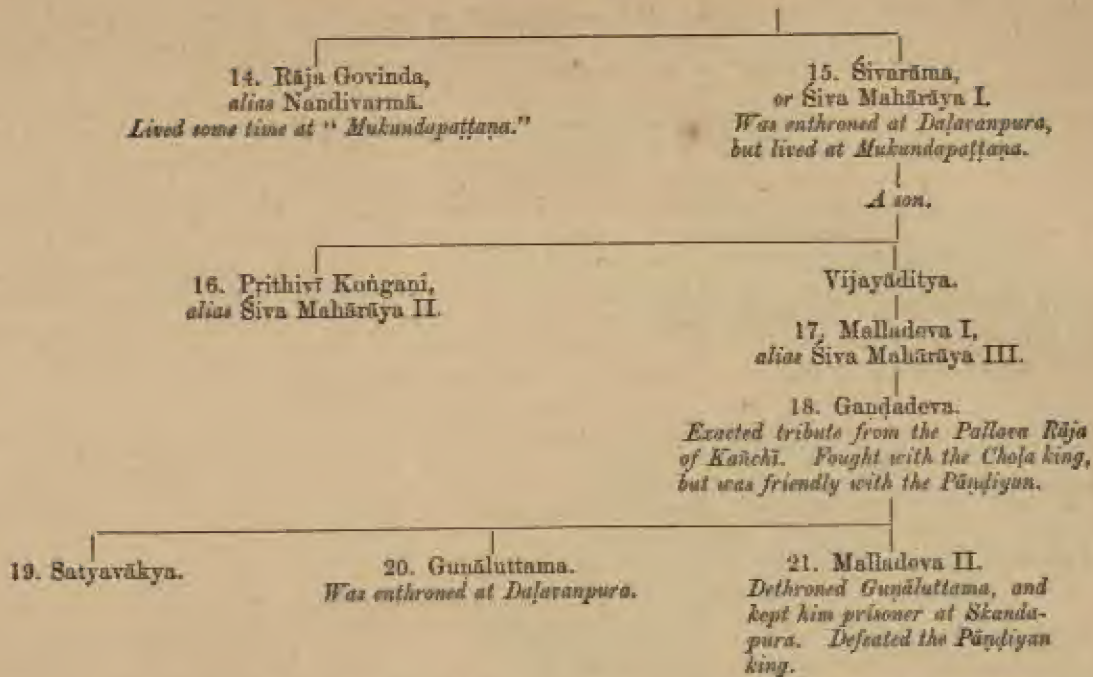 14. Rāja Govinda,
alias Nandivarmā.
Lived some time at "Mukundapaṭṭaṇa."
15. Śivarāma,
or Śiva Mahārāya I.
Was enthroned at Daḷavanpura,
but lived at Mukundapaṭṭaṇa.
A son.
16. Pṛithivī Koṅgani,
alias Śiva Mahārāya II.
Vijayāditya.
17. Malladeva I,
alias Śiva Mahārāya III.
18. Gaṇḍadeva.
Exacted tribute from the Pallava Rāja
of Kāñchī. Fought with the Choḷa king,
but was friendly with the Pāṇḍiyan.
19. Satyavākya.
20. Guṇāluttama.
Was enthroned at Daḷavanpura.
21. Malladeva II.
Dethroned Guṇāluttama, and
kept him prisoner at Skanda-
pura. Defeated the Pāṇḍiyan
king.